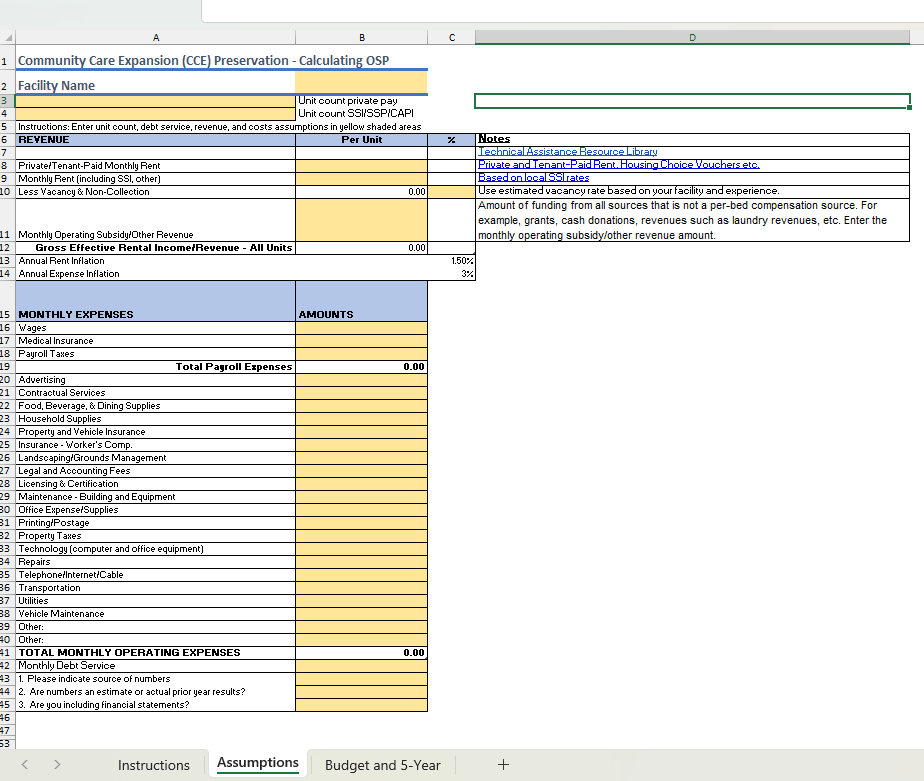 A B C D
1 Community Care Expansion (CCE) Preservation - Calculating OSP
2 Facility Name
3 Unit count private pay
4 Unit count SSI/SSP/CAPI
5 Instructions: Enter unit count, debt service, revenue, and costs assumptions in yellow shaded areas
6 REVENUE Per Unit % Notes
7 Technical Assistance Resource Library
8 Private/Tenant-Paid Monthly Rent Private and Tenant-Paid Rent, Housing Choice Vouchers etc.
9 Monthly Rent (including SSI, other) Based on local SSI rates
10 Less Vacancy & Non-Collection 0.00 Use estimated vacancy rate based on your facility and experience.
Amount of funding from all sources that is not a per-bed compensation source. For
example, grants, cash donations, revenues such as laundry revenues, etc. Enter the
11 Monthly Operating Subsidy/Other Revenue monthly operating subsidy/other revenue amount.
12 Gross Effective Rental Income/Revenue - All Units 0.00
13 Annual Rent Inflation 1.50%
14 Annual Expense Inflation 3%
15 MONTHLY EXPENSES AMOUNTS
16 Wages
17 Medical Insurance
18 Payroll Taxes
19 Total Payroll Expenses 0.00
20 Advertising
21 Contractual Services
22 Food, Beverage, & Dining Supplies
23 Household Supplies
24 Property and Vehicle Insurance
25 Insurance - Worker's Comp.
26 Landscaping/Grounds Management
27 Legal and Accounting Fees
28 Licensing & Certification
29 Maintenance - Building and Equipment
30 Office Expense/Supplies
31 Printing/Postage
32 Property Taxes
33 Technology (computer and office equipment)
34 Repairs
35 Telephone/Internet/Cable
36 Transportation
37 Utilities
38 Vehicle Maintenance
39 Other:
40 Other:
41 TOTAL MONTHLY OPERATING EXPENSES 0.00
42 Monthly Debt Service
43 1. Please indicate source of numbers
44 2. Are numbers an estimate or actual prior year results?
45 3. Are you including financial statements?
46
47
53
Instructions Assumptions Budget and 5-Year +